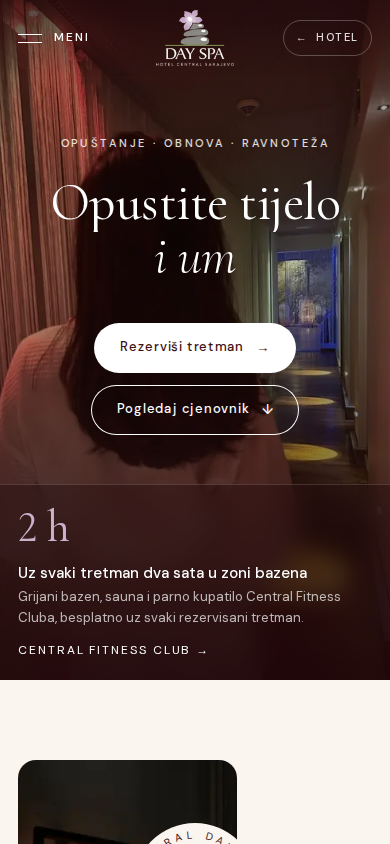 MENI
DAY SPA
HOTEL CENTRAL SARAJEVO
← HOTEL
OPUŠTANJE · OBNOVA · RAVNOTEŽA
Opustite tijelo
i um
Rezerviši tretman →
Pogledaj cjenovnik ↓
2 h
Uz svaki tretman dva sata u zoni bazena
Grijani bazen, sauna i parno kupatilo Central Fitness
Cluba, besplatno uz svaki rezervisani tretman.
CENTRAL FITNESS CLUB →